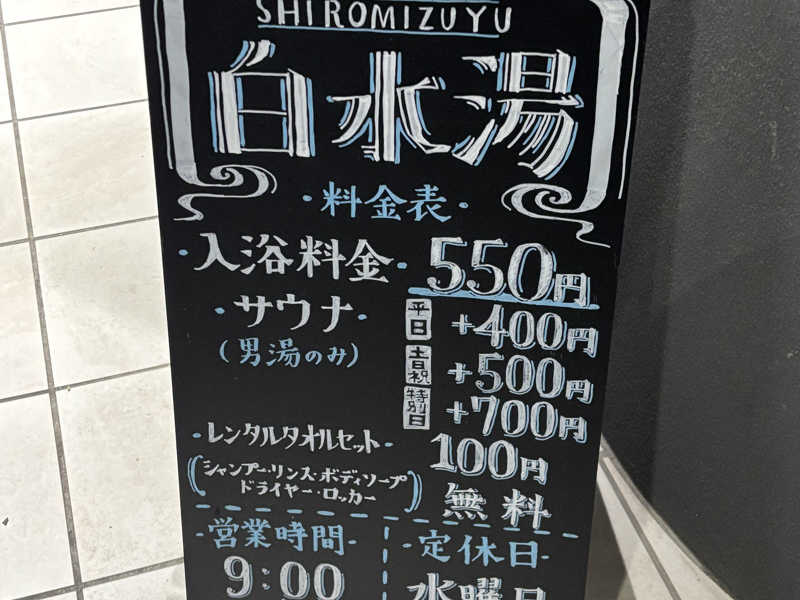 SHIROMIZUYU
白水湯
・料金表・
・入浴料金・ 550円
・サウナ・ 平日 +400円
(男湯のみ) 土日祝 +500円
特別日 +700円
・レンタルタオルセット・ 100円
(シャンプー・リンス・ボディソープ
ドライヤー・ロッカー) 無料
・営業時間・ ・定休日・
9:00 水曜日